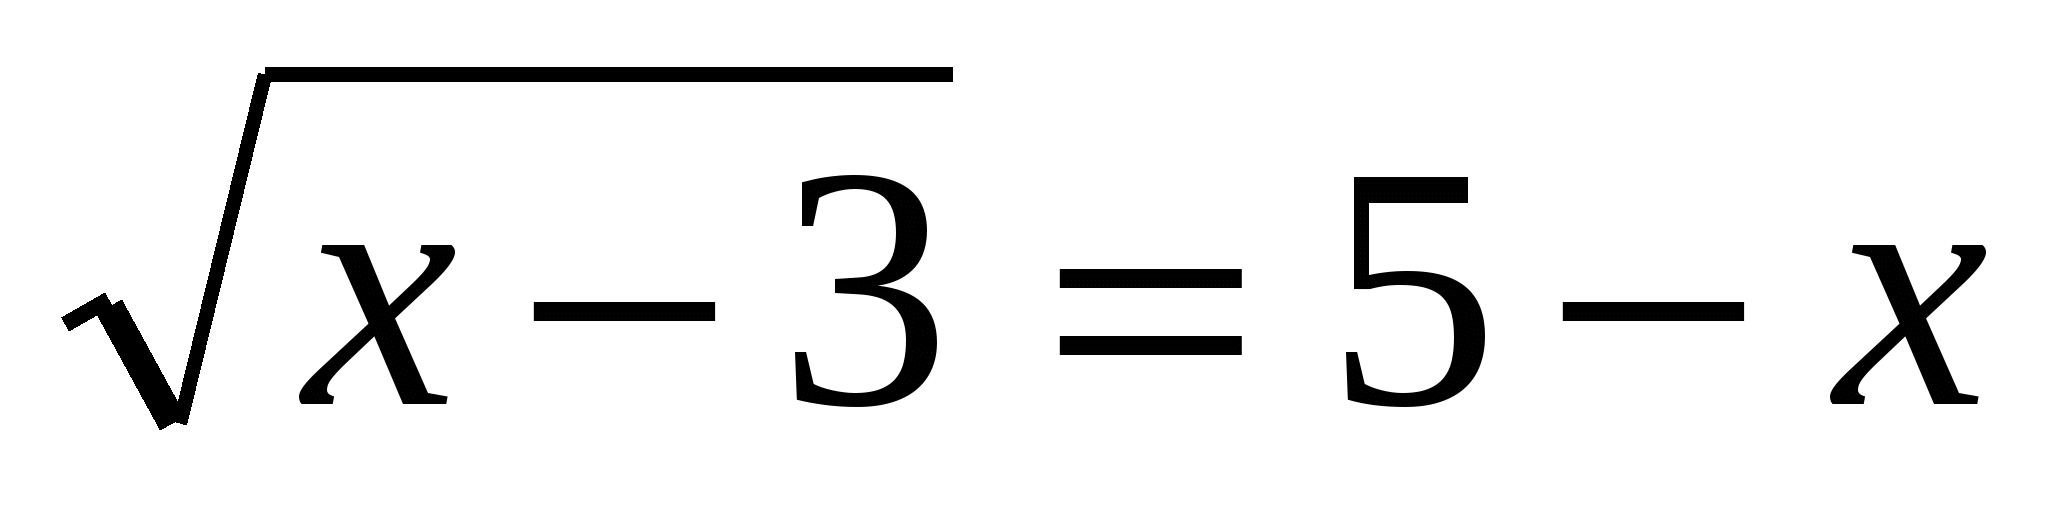 √(x − 3) = 5 − x